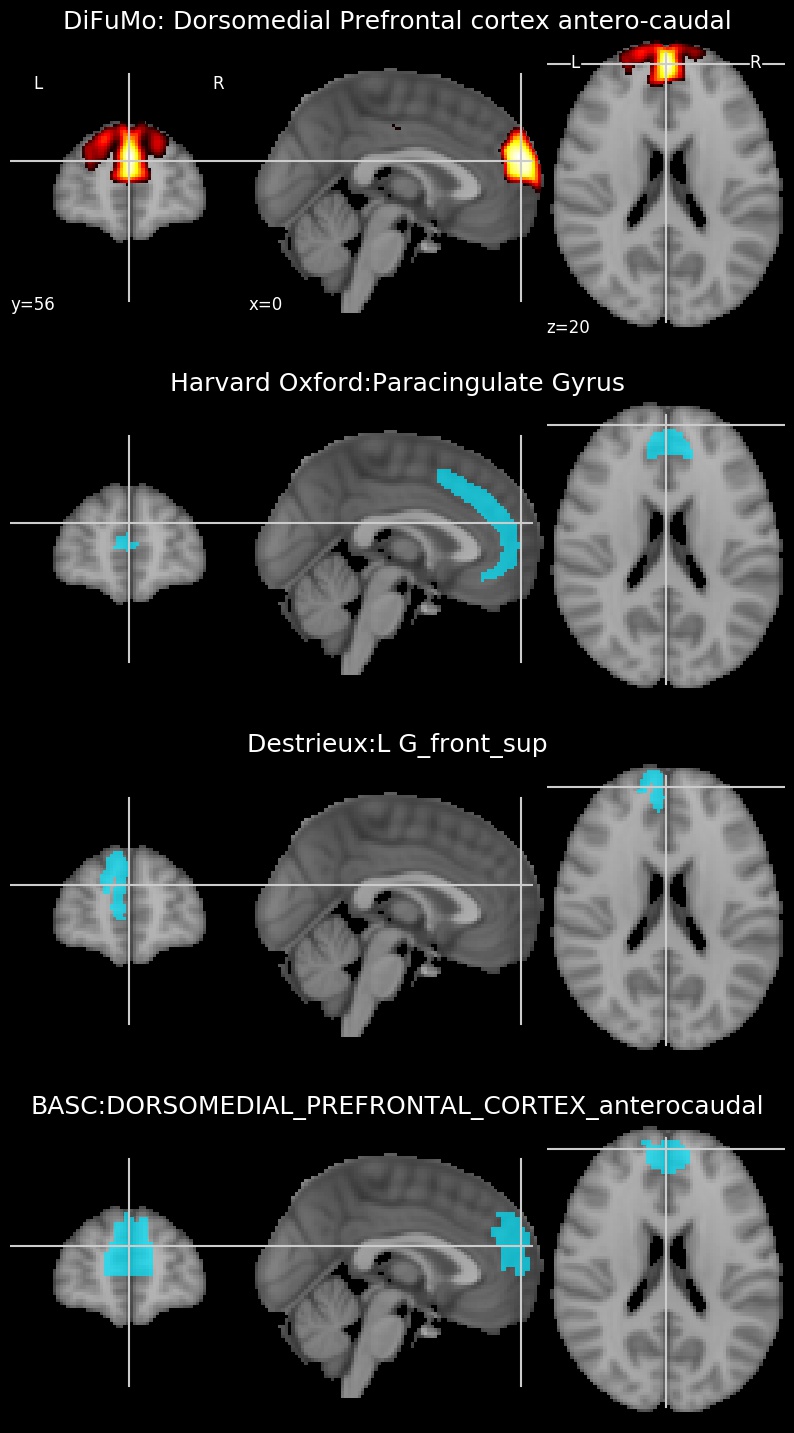 DiFuMo: Dorsomedial Prefrontal cortex antero-caudal
L R
L R
y=56
x=0
z=20
Harvard Oxford:Paracingulate Gyrus
Destrieux:L G_front_sup
BASC:DORSOMEDIAL_PREFRONTAL_CORTEX_anterocaudal